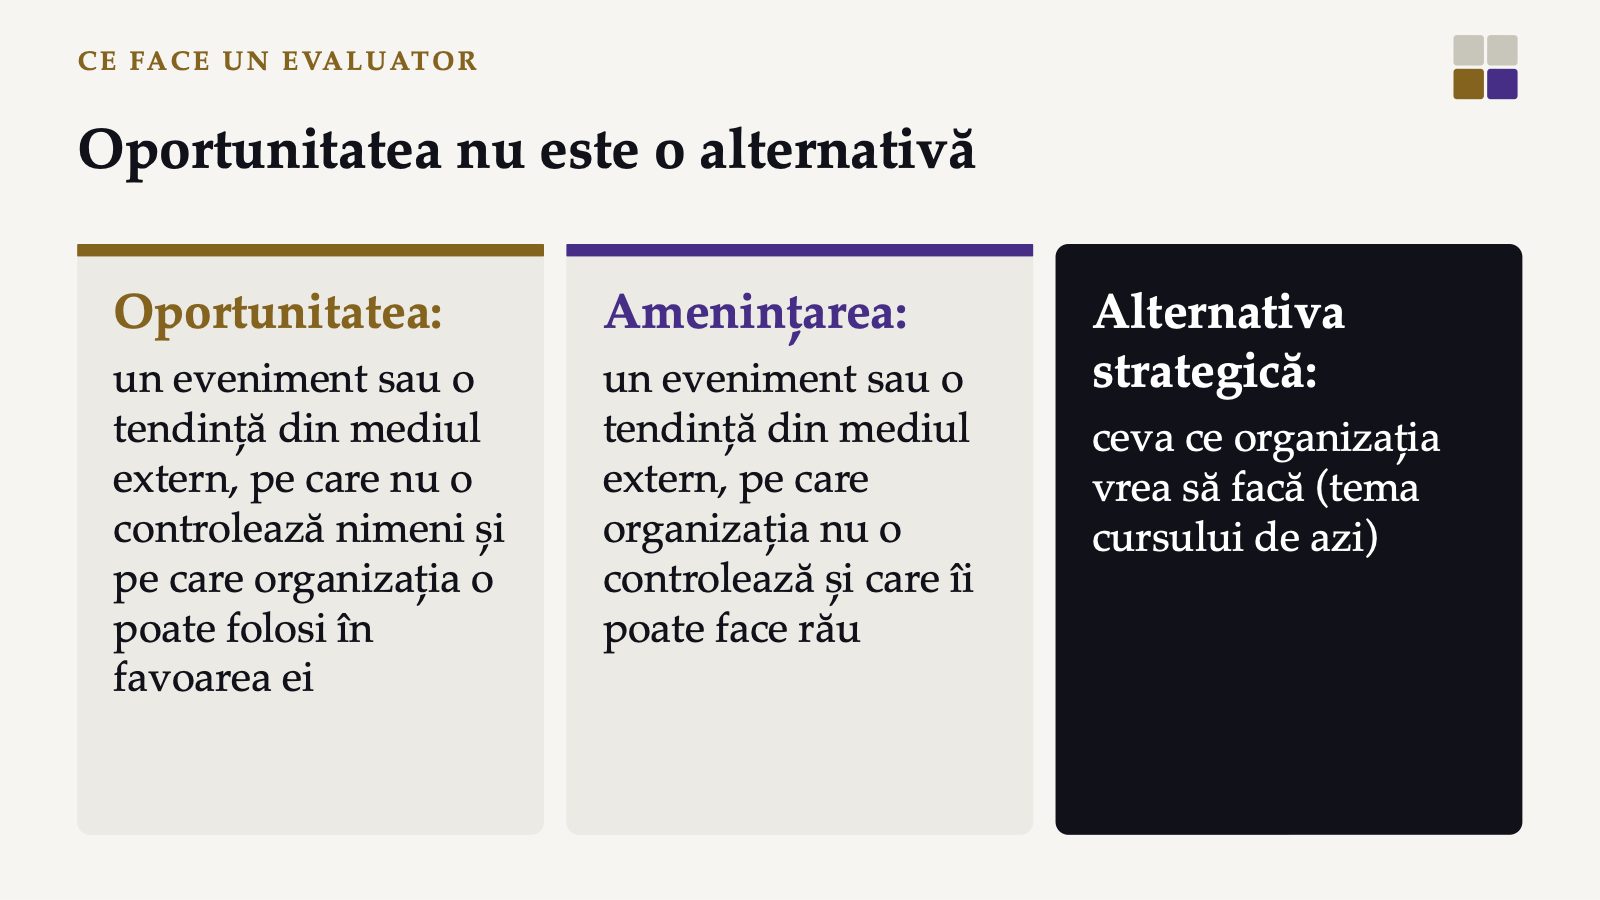 CE FACE UN EVALUATOR
Oportunitatea nu este o alternativă
Oportunitatea:
un eveniment sau o
tendință din mediul
extern, pe care nu o
controlează nimeni și
pe care organizația o
poate folosi în
favoarea ei
Amenințarea:
un eveniment sau o
tendință din mediul
extern, pe care
organizația nu o
controlează și care îi
poate face rău
Alternativa
strategică:
ceva ce organizația
vrea să facă (tema
cursului de azi)